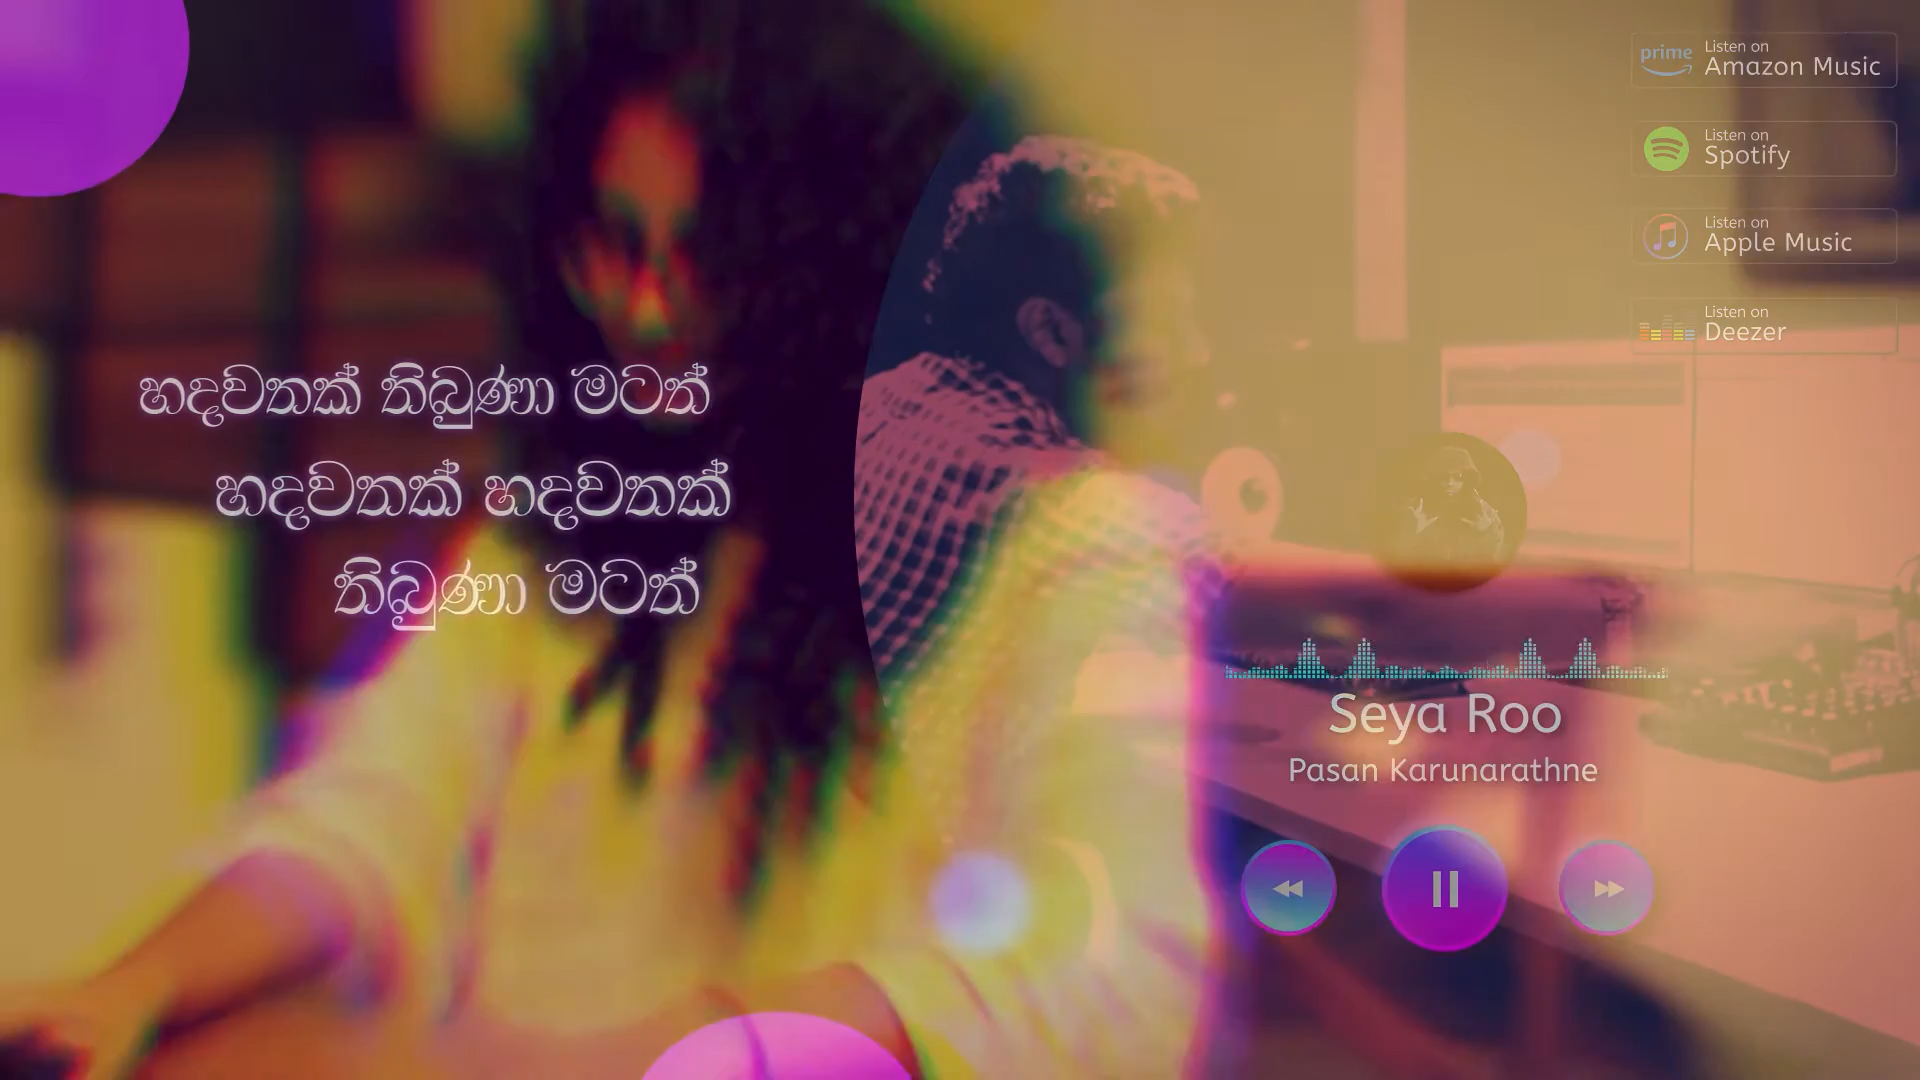 හදවතක් තිබුණා මටත්
හදවතක් හදවතක්
තිබුණා මටත්
prime
Listen on
Amazon Music
Listen on
Spotify
Listen on
Apple Music
Listen on
Deezer
Seya Roo
Pasan Karunarathne